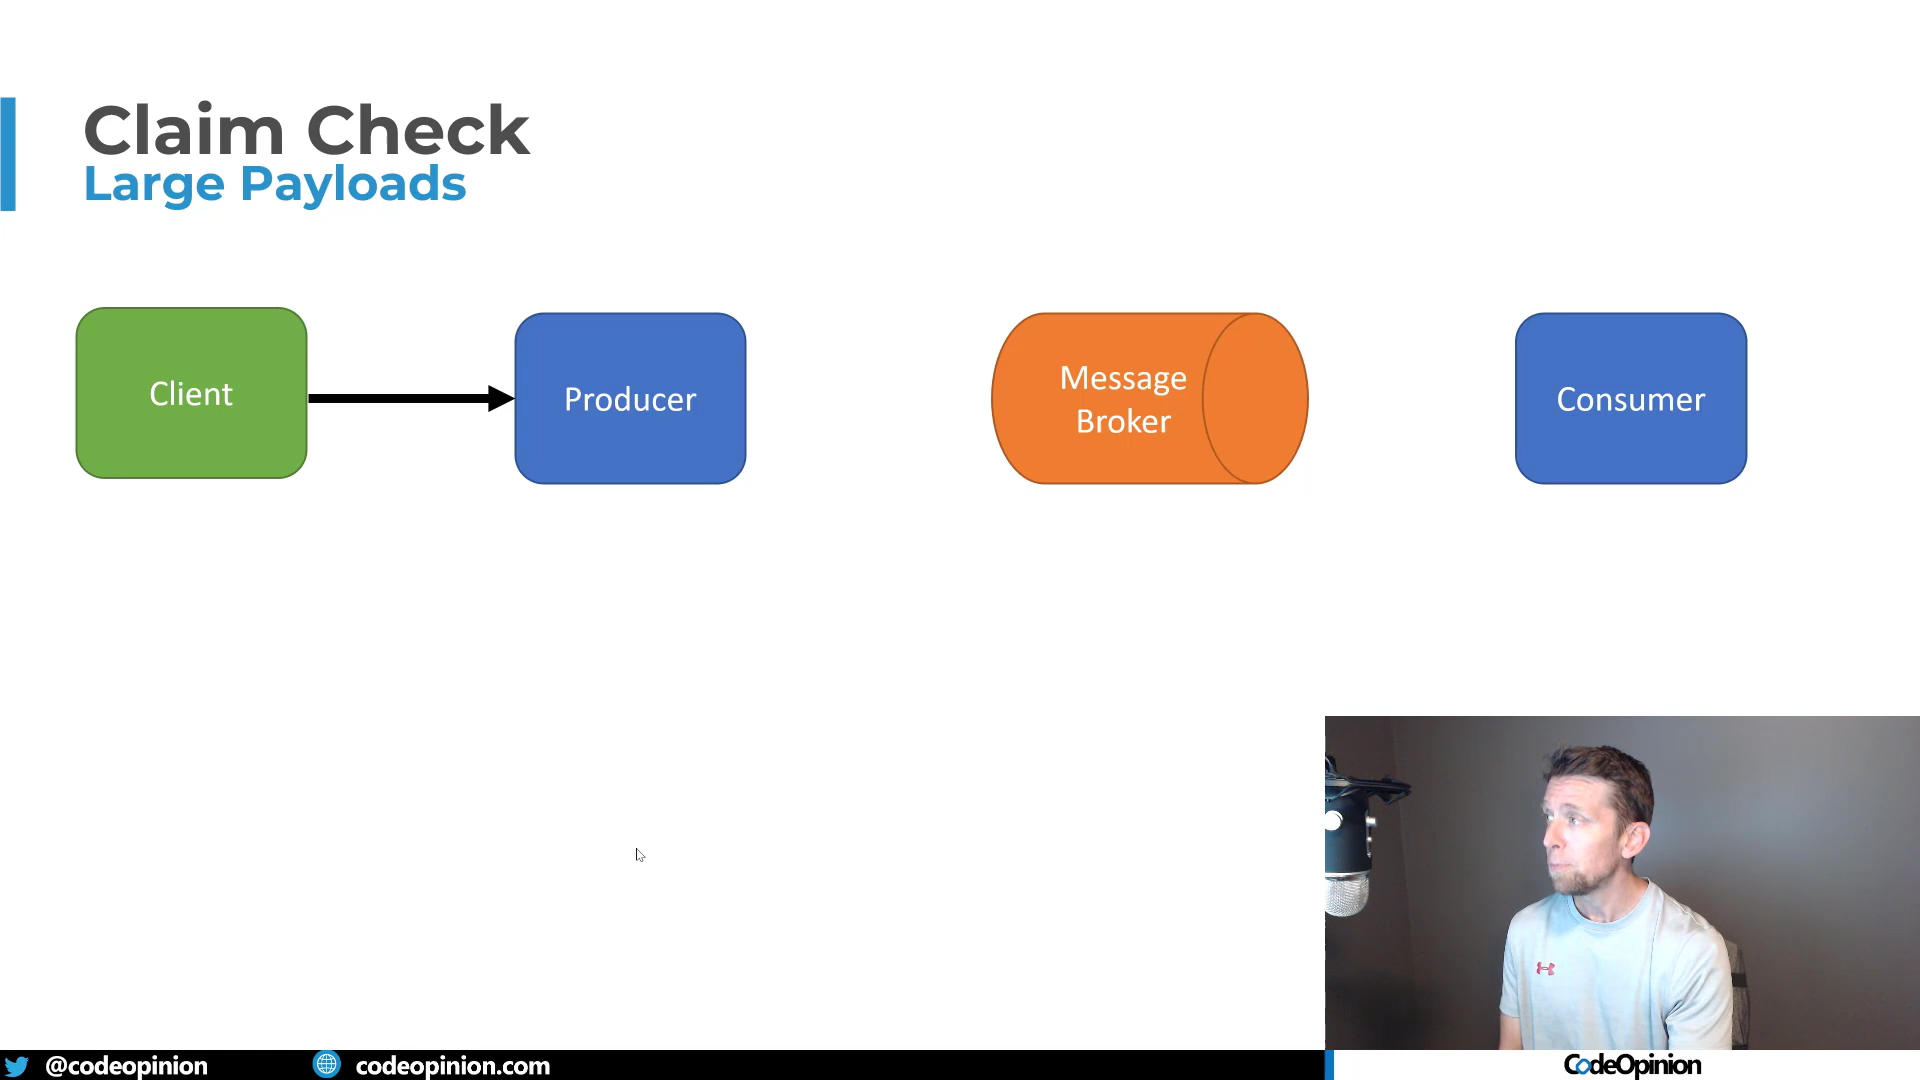 Claim Check
Large Payloads
Client
Producer
Message
Broker
Consumer
@codeopinion
codeopinion.com
CodeOpinion